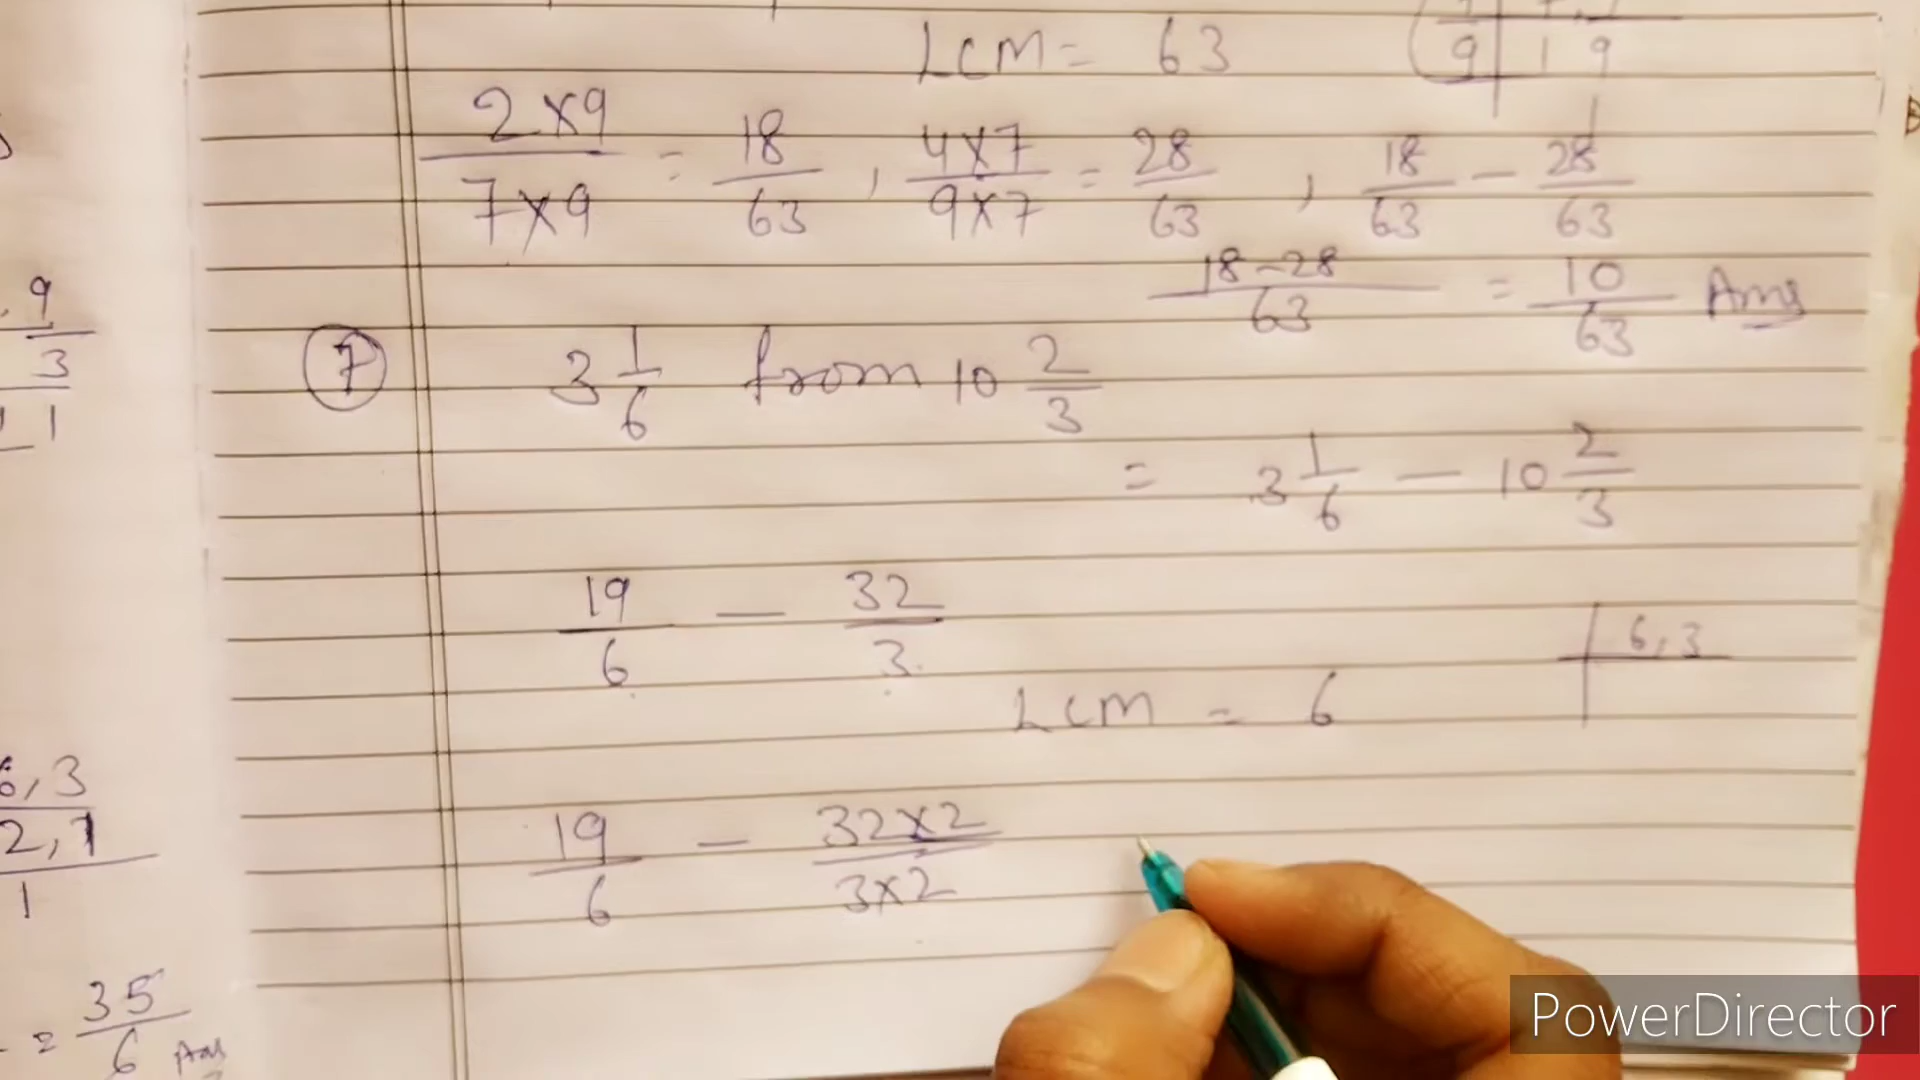 LCM = 63
9 | 1 9
2×9/7×9 = 18/63 , 4×7/9×7 = 28/63 , 18/63 - 28/63
18-28/63 = 10/63 Ans
7 3 1/6 from 10 2/3
= 3 1/6 - 10 2/3
19/6 - 32/3
6,3
LCM = 6
19/6 - 32×2/3×2
9
3
1
6,3
2,1
1
= 35/6 Ans
PowerDirector